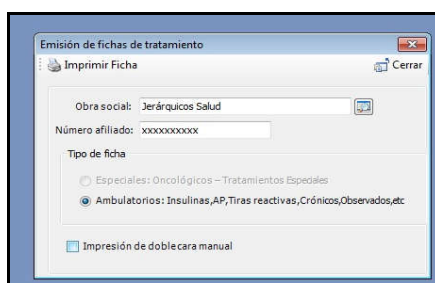 Emisión de fichas de tratamiento
Imprimir Ficha Cerrar
Obra social: Jerárquicos Salud
Número afiliado: xxxxxxxxxx
Tipo de ficha
Especiales: Oncológicos – Tratamientos Especiales
Ambulatorios: Insulinas,AP,Tiras reactivas,Crónicos,Observados,etc
Impresión de doble cara manual